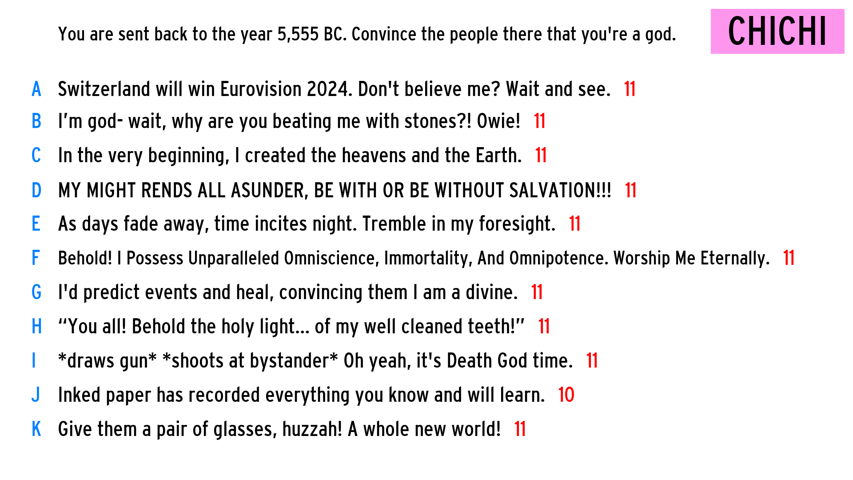 You are sent back to the year 5,555 BC. Convince the people there that you're a god.
CHICHI
A Switzerland will win Eurovision 2024. Don't believe me? Wait and see. 11
B I’m god- wait, why are you beating me with stones?! Owie! 11
C In the very beginning, I created the heavens and the Earth. 11
D MY MIGHT RENDS ALL ASUNDER, BE WITH OR BE WITHOUT SALVATION!!! 11
E As days fade away, time incites night. Tremble in my foresight. 11
F Behold! I Possess Unparalleled Omniscience, Immortality, And Omnipotence. Worship Me Eternally. 11
G I'd predict events and heal, convincing them I am a divine. 11
H “You all! Behold the holy light... of my well cleaned teeth!” 11
I *draws gun* *shoots at bystander* Oh yeah, it's Death God time. 11
J Inked paper has recorded everything you know and will learn. 10
K Give them a pair of glasses, huzzah! A whole new world! 11